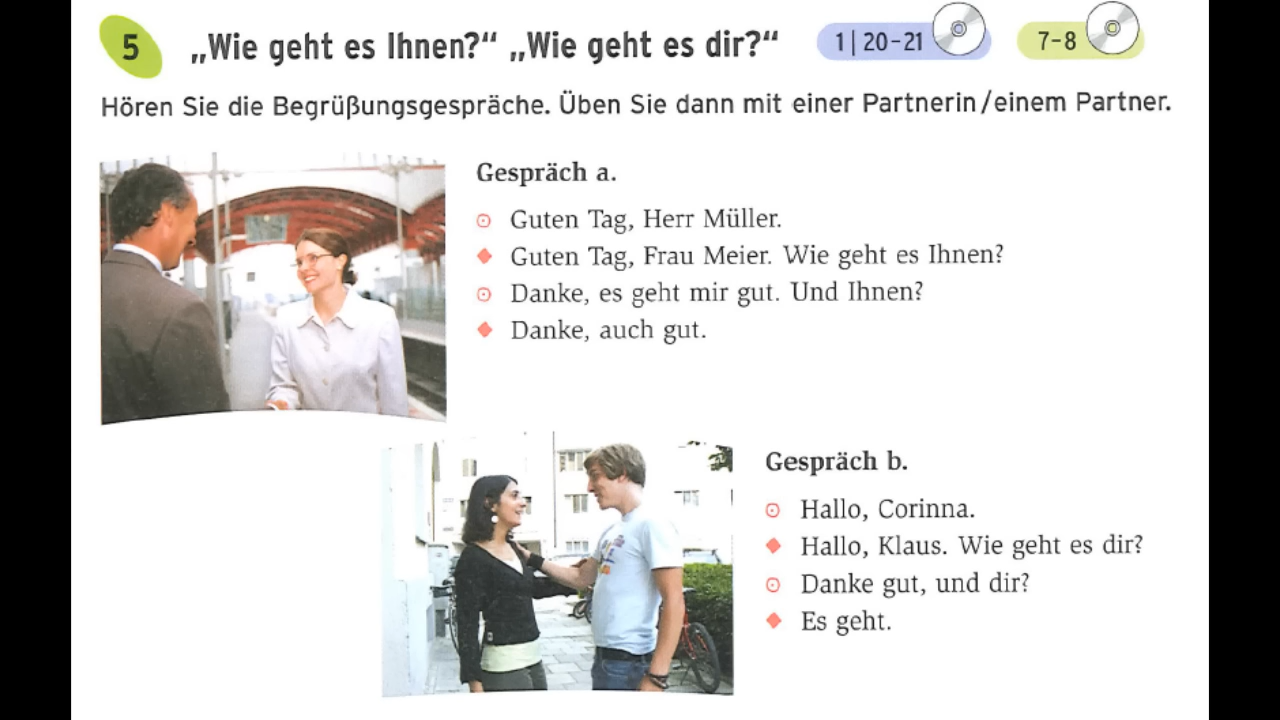 5 „Wie geht es Ihnen?“ „Wie geht es dir?“ 1 | 20-21 7-8
Hören Sie die Begrüßungsgespräche. Üben Sie dann mit einer Partnerin/einem Partner.
Gespräch a.
Guten Tag, Herr Müller.
Guten Tag, Frau Meier. Wie geht es Ihnen?
Danke, es geht mir gut. Und Ihnen?
Danke, auch gut.
Gespräch b.
Hallo, Corinna.
Hallo, Klaus. Wie geht es dir?
Danke gut, und dir?
Es geht.